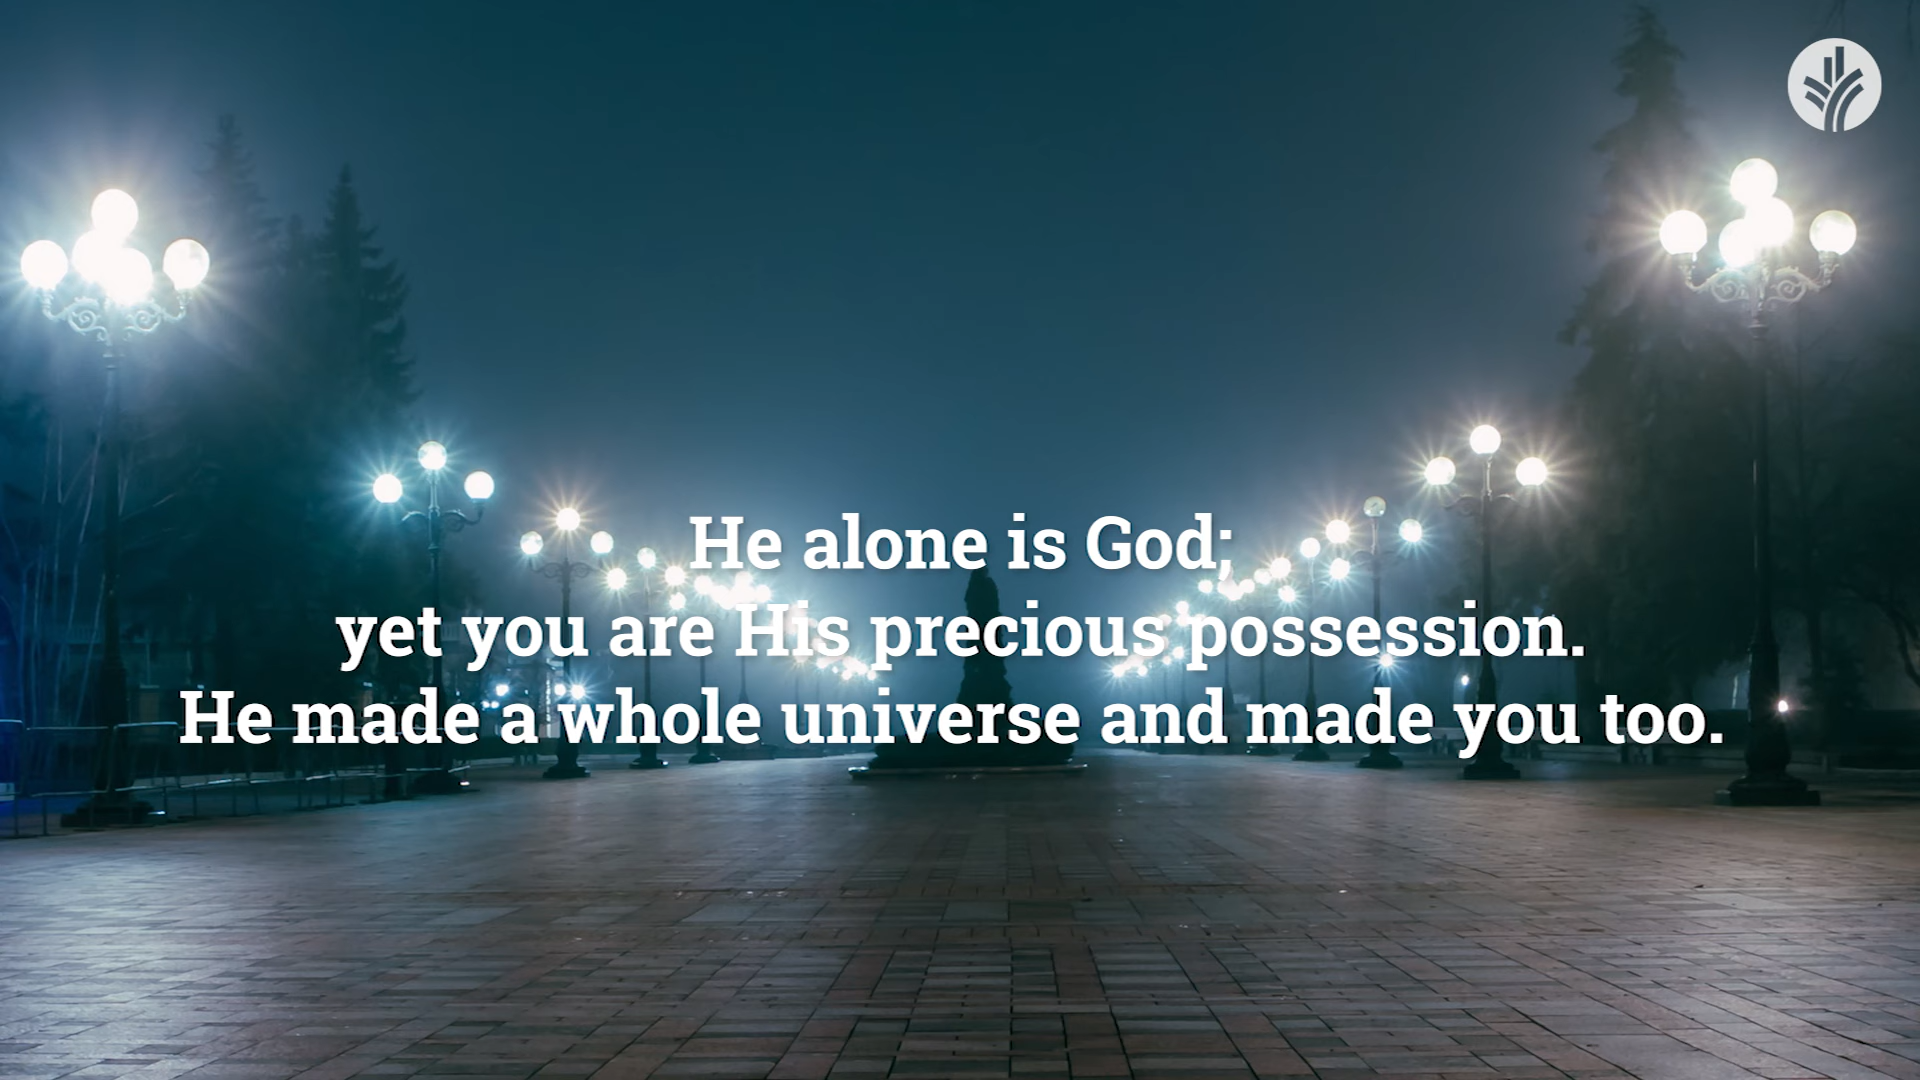 He alone is God;
yet you are His precious possession.
He made a whole universe and made you too.